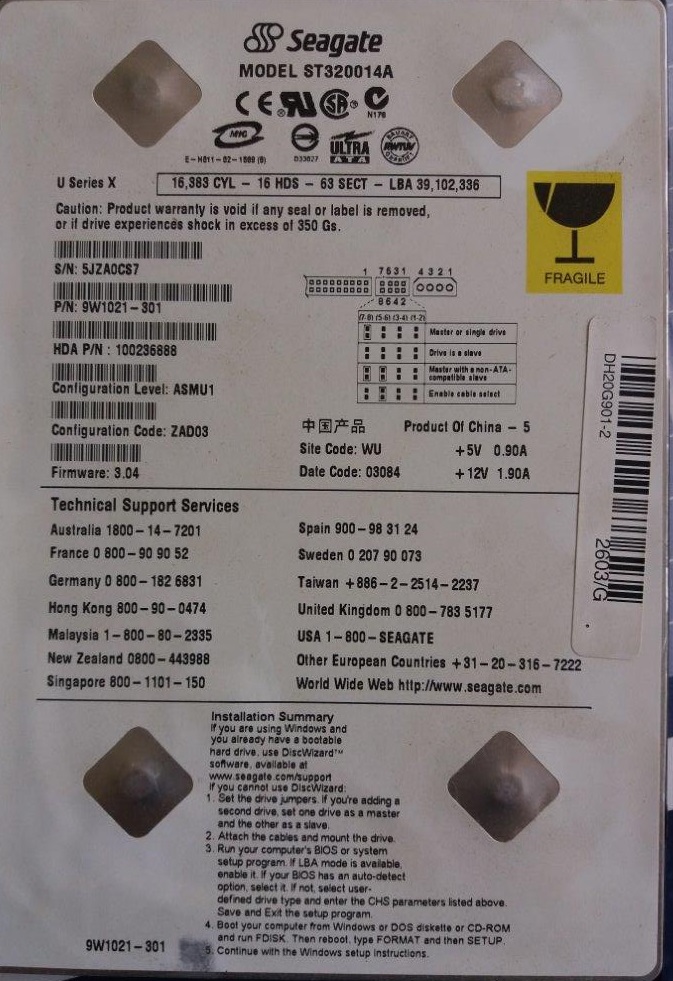 Seagate
MODEL ST320014A
N176
MIC
E-H011-02-1609 (B)
D33027
ULTRA
ATA
U Series X
16,383 CYL - 16 HDS - 63 SECT - LBA 39,102,336
Caution: Product warranty is void if any seal or label is removed,
or if drive experiences shock in excess of 350 Gs.
FRAGILE
S/N: 5JZA0CS7
P/N: 9W1021-301
HDA P/N : 100236888
Configuration Level: ASMU1
Configuration Code: ZAD03
Firmware: 3.04
1 7631 4321
8642
(7-8) (5-6) (3-4) (1-2)
Master or single drive
Drive is a slave
Master with a non-ATA-
compatible slave
Enable cable select
中国产品 Product Of China - 5
Site Code: WU +5V 0.90A
Date Code: 03084 +12V 1.90A
DH20G901-2
2603/G
Technical Support Services
Australia 1800-14-7201
France 0 800-90 90 52
Germany 0 800-182 6831
Hong Kong 800-90-0474
Malaysia 1-800-80-2335
New Zealand 0800-443988
Singapore 800-1101-150
Spain 900-98 31 24
Sweden 0 207 90 073
Taiwan +886-2-2514-2237
United Kingdom 0 800-783 5177
USA 1-800-SEAGATE
Other European Countries +31-20-316-7222
World Wide Web http://www.seagate.com
Installation Summary
If you are using Windows and
you already have a bootable
hard drive, use DiscWizard™
software, available at
www.seagate.com/support
If you cannot use DiscWizard:
1. Set the drive jumpers. If you're adding a
second drive, set one drive as a master
and the other as a slave.
2. Attach the cables and mount the drive.
3. Run your computer's BIOS or system
setup program. If LBA mode is available,
enable it. If your BIOS has an auto-detect
option, select it. If not, select user-
defined drive type and enter the CHS parameters listed above.
Save and Exit the setup program.
4. Boot your computer from Windows or DOS diskette or CD-ROM
and run FDISK. Then reboot, type FORMAT and then SETUP.
5. Continue with the Windows setup instructions.
9W1021-301